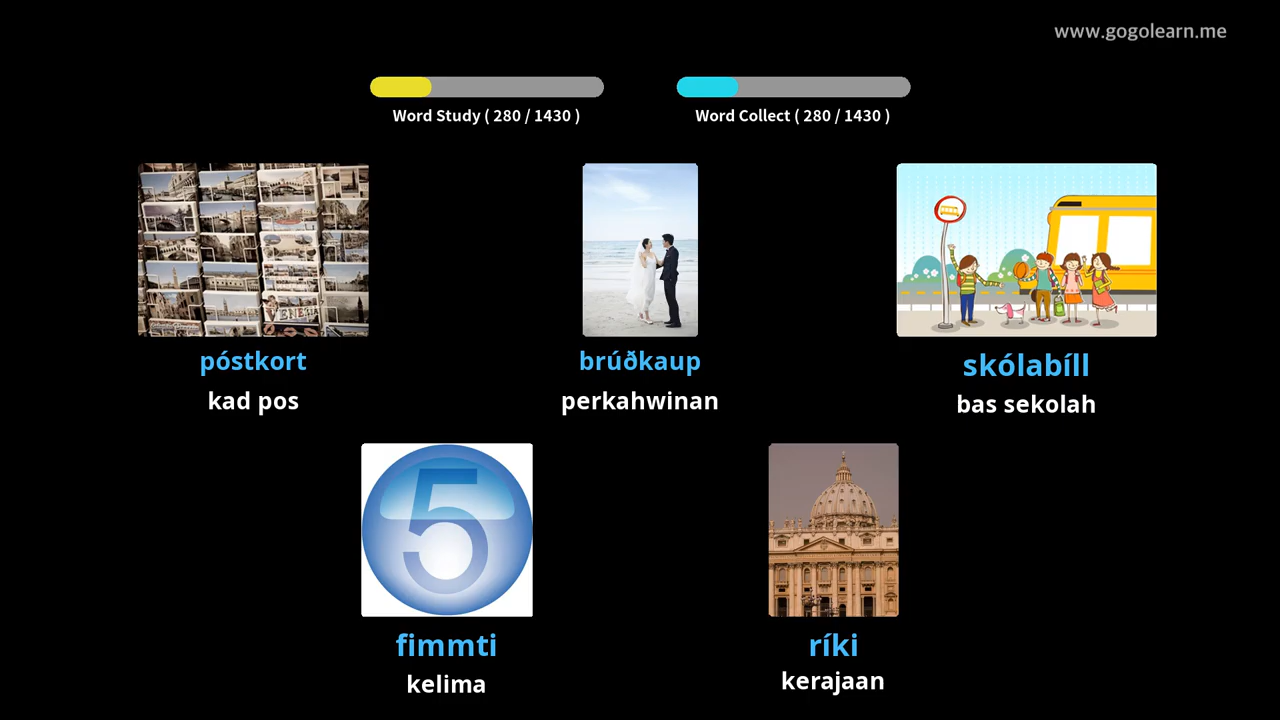 www.gogolearn.me
Word Study ( 280 / 1430 )
Word Collect ( 280 / 1430 )
póstkort
kad pos
brúðkaup
perkahwinan
skólabíll
bas sekolah
5
fimmti
kelima
ríki
kerajaan